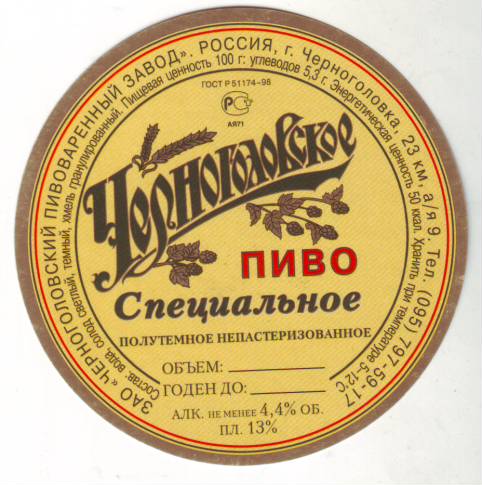 ЗАО «ЧЕРНОГОЛОВСКИЙ ПИВОВАРЕННЫЙ ЗАВОД». РОССИЯ, г. Черноголовка, 23 км, а/я 9. Тел. (095) 797-59-17
Состав: вода, солод светлый, темный, хмель гранулированный. Пищевая ценность 100 г: углеводов 5,3 г. Энергетическая ценность 50 ккал. Хранить при температуре 5-12°С
ГОСТ Р 51174-98
РС
АЯ71
Черноголовское
ПИВО
Специальное
ПОЛУТЕМНОЕ НЕПАСТЕРИЗОВАННОЕ
ОБЪЕМ:
ГОДЕН ДО:
АЛК. НЕ МЕНЕЕ 4,4% ОБ.
ПЛ. 13%